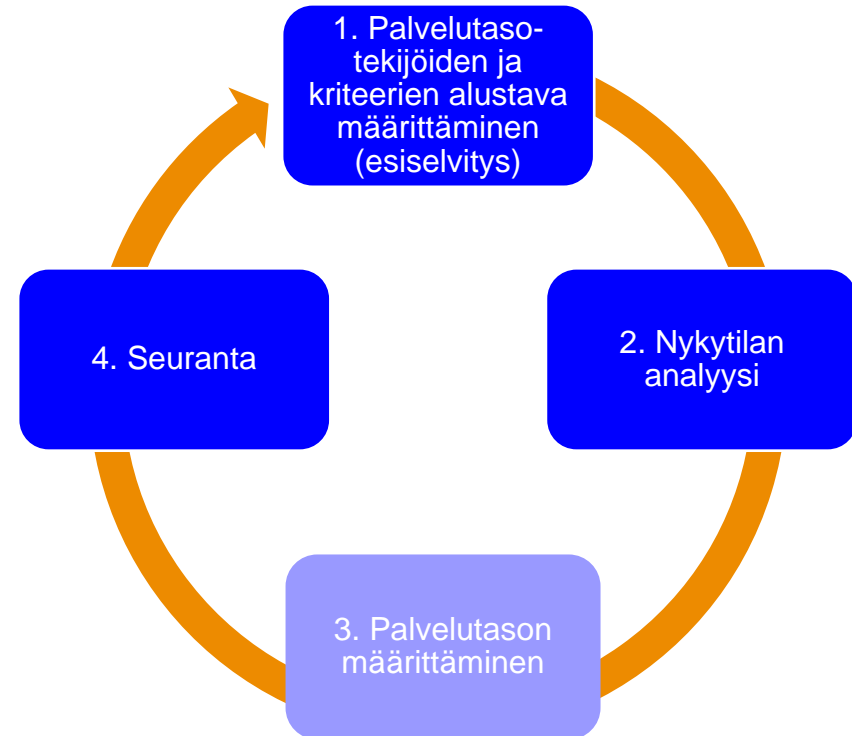 1. Palvelutaso-
tekijöiden ja
kriteerien alustava
määrittäminen
(esiselvitys)
2. Nykytilan
analyysi
3. Palvelutason
määrittäminen
4. Seuranta